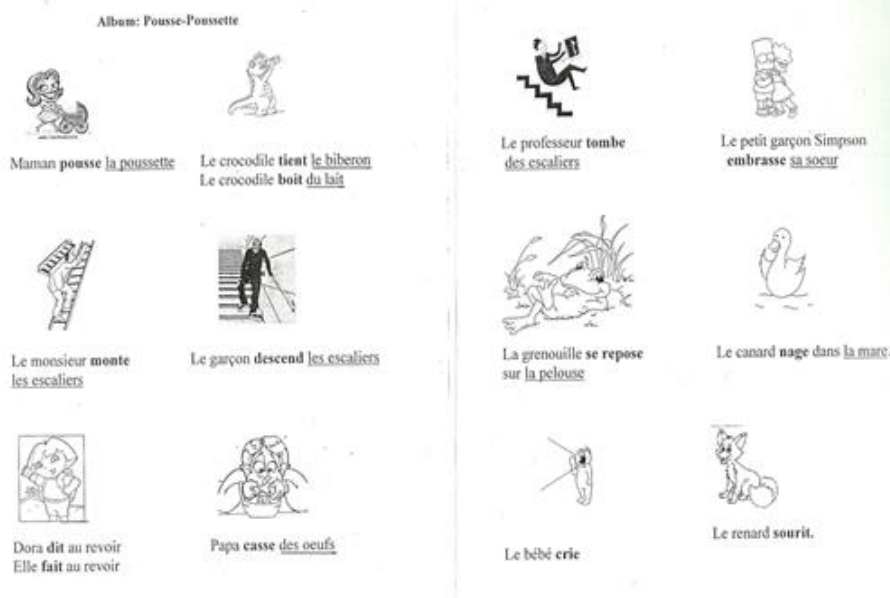 Album: Pousse-Poussette
Maman pousse la poussette
Le crocodile tient le biberon
Le crocodile boit du lait
Le monsieur monte
les escaliers
Le garçon descend les escaliers
Dora dit au revoir
Elle fait au revoir
Papa casse des oeufs
Le professeur tombe
des escaliers
Le petit garçon Simpson
embrasse sa soeur
La grenouille se repose
sur la pelouse
Le canard nage dans la mare.
Le bébé crie
Le renard sourit.